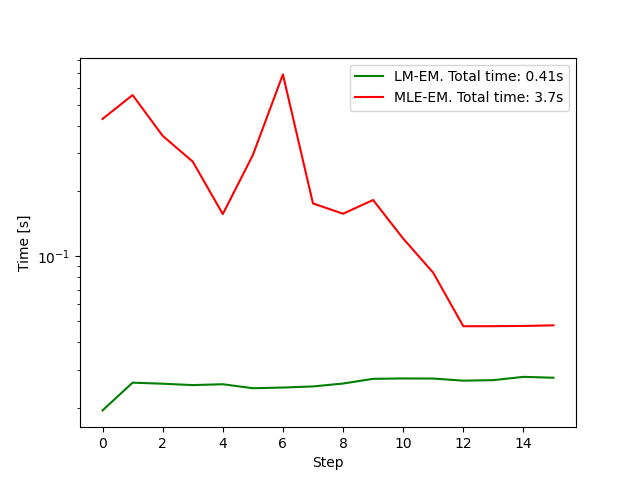 LM-EM. Total time: 0.41s
MLE-EM. Total time: 3.7s
Time [s]
10⁻¹
0 2 4 6 8 10 12 14
Step